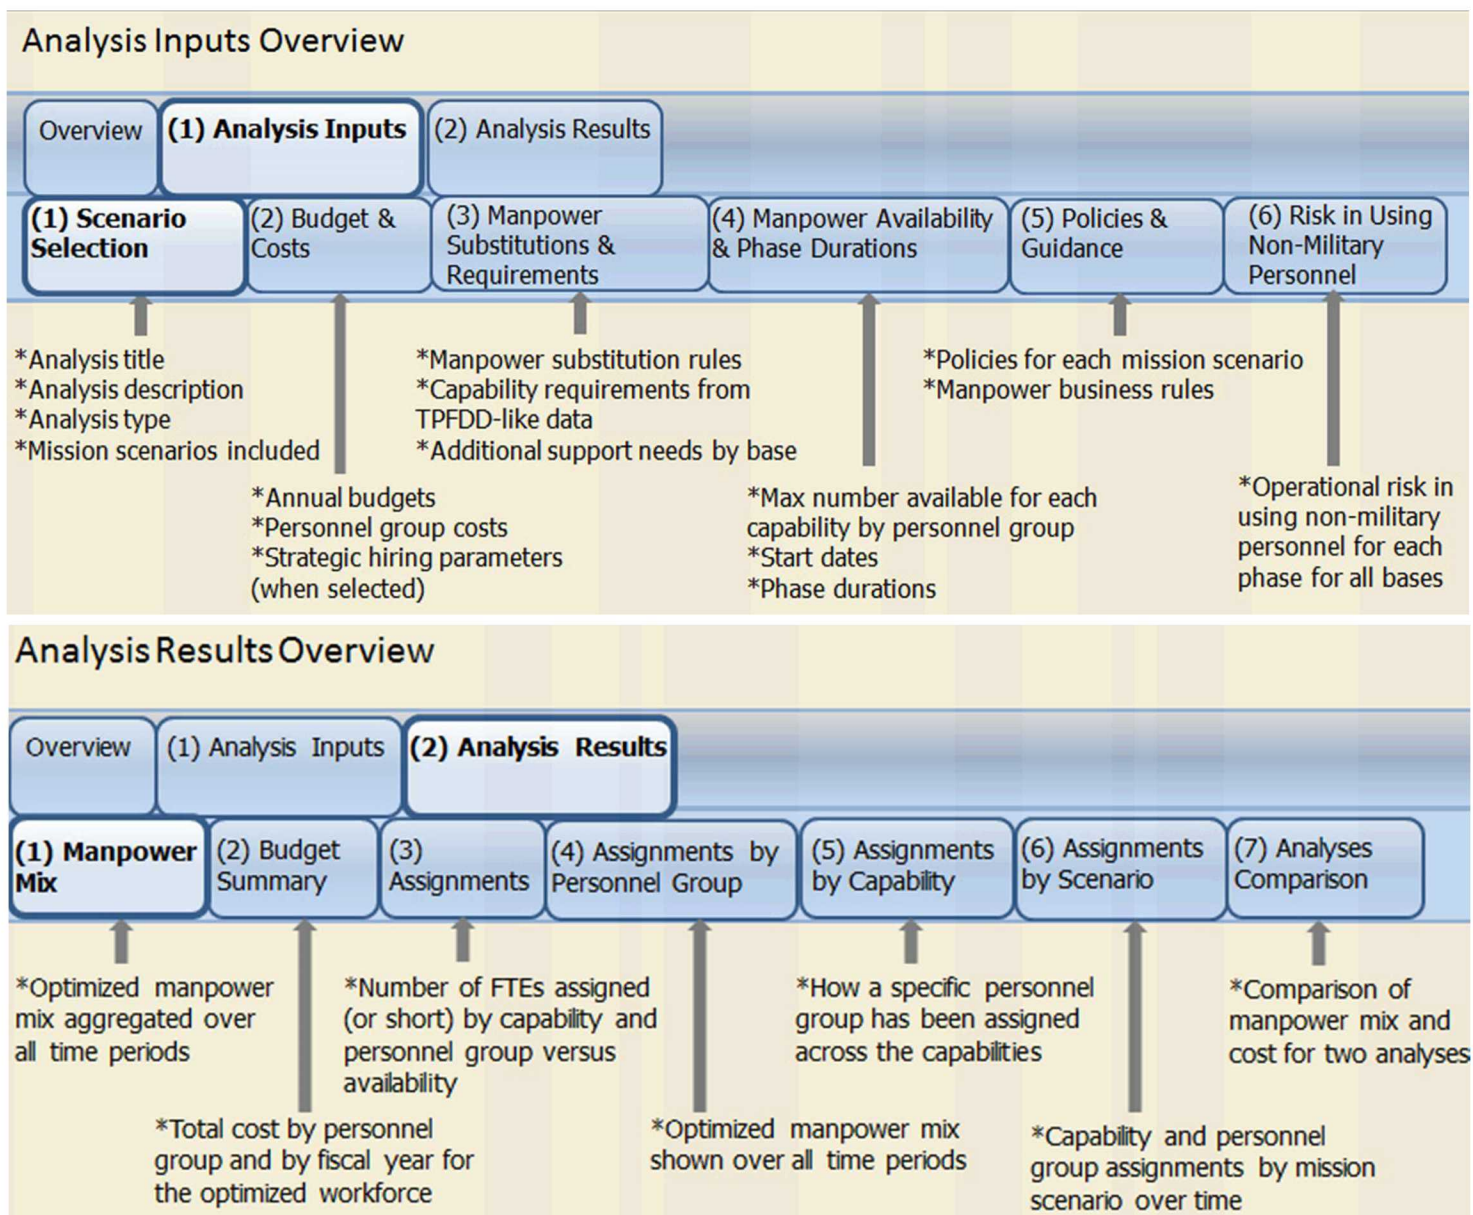 Analysis Inputs Overview
Overview
(1) Analysis Inputs
(2) Analysis Results
(1) Scenario
Selection
(2) Budget &
Costs
(3) Manpower
Substitutions &
Requirements
(4) Manpower Availability
& Phase Durations
(5) Policies &
Guidance
(6) Risk in Using
Non-Military
Personnel
*Analysis title
*Analysis description
*Analysis type
*Mission scenarios included
*Annual budgets
*Personnel group costs
*Strategic hiring parameters
(when selected)
*Manpower substitution rules
*Capability requirements from
TPFDD-like data
*Additional support needs by base
*Max number available for each
capability by personnel group
*Start dates
*Phase durations
*Policies for each mission scenario
*Manpower business rules
*Operational risk in
using non-military
personnel for each
phase for all bases
Analysis Results Overview
Overview
(1) Analysis Inputs
(2) Analysis Results
(1) Manpower
Mix
(2) Budget
Summary
(3)
Assignments
(4) Assignments by
Personnel Group
(5) Assignments
by Capability
(6) Assignments
by Scenario
(7) Analyses
Comparison
*Optimized manpower
mix aggregated over
all time periods
*Total cost by personnel
group and by fiscal year for
the optimized workforce
*Number of FTEs assigned
(or short) by capability and
personnel group versus
availability
*Optimized manpower mix
shown over all time periods
*How a specific personnel
group has been assigned
across the capabilities
*Capability and personnel
group assignments by mission
scenario over time
*Comparison of
manpower mix and
cost for two analyses